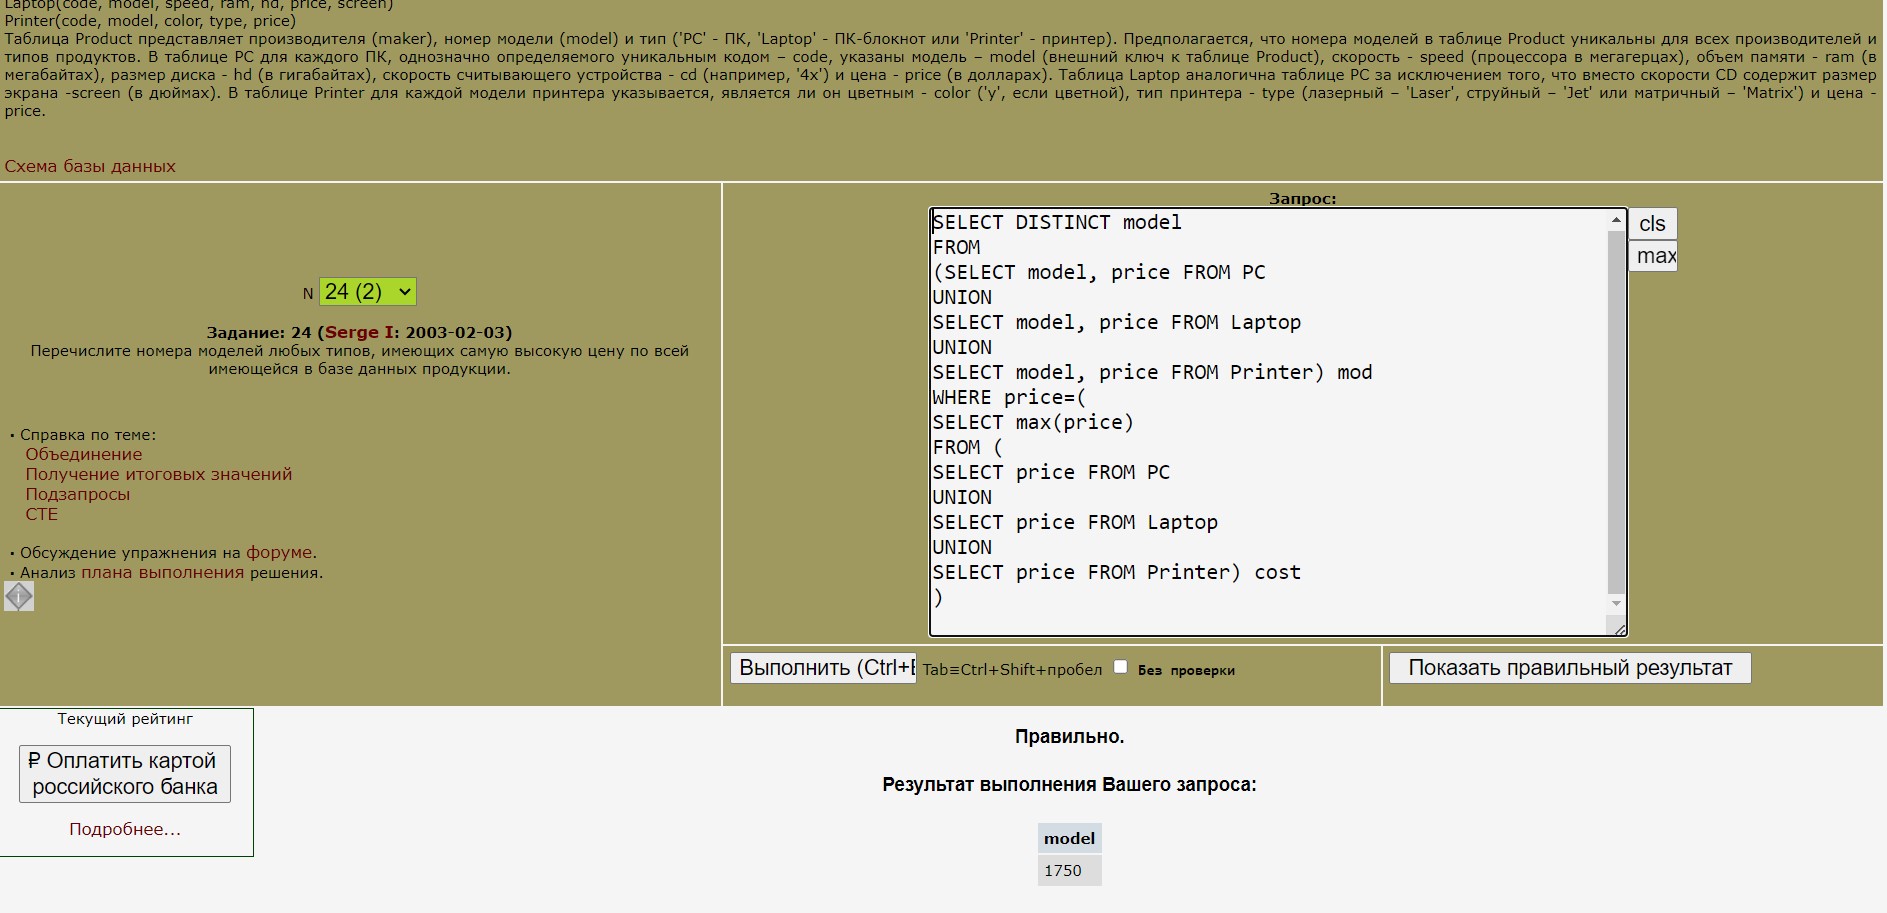 Laptop(code, model, speed, ram, hd, price, screen)
Printer(code, model, color, type, price)
Таблица Product представляет производителя (maker), номер модели (model) и тип ('PC' - ПК, 'Laptop' - ПК-блокнот или 'Printer' - принтер). Предполагается, что номера моделей в таблице Product уникальны для всех производителей и
типов продуктов. В таблице PC для каждого ПК, однозначно определяемого уникальным кодом – code, указаны модель – model (внешний ключ к таблице Product), скорость - speed (процессора в мегагерцах), объем памяти - ram (в
мегабайтах), размер диска - hd (в гигабайтах), скорость считывающего устройства - cd (например, '4x') и цена - price (в долларах). Таблица Laptop аналогична таблице РС за исключением того, что вместо скорости CD содержит размер
экрана -screen (в дюймах). В таблице Printer для каждой модели принтера указывается, является ли он цветным - color ('y', если цветной), тип принтера - type (лазерный – 'Laser', струйный – 'Jet' или матричный – 'Matrix') и цена -
price.
Схема базы данных
N 24 (2)
Задание: 24 (Serge I: 2003-02-03)
Перечислите номера моделей любых типов, имеющих самую высокую цену по всей
имеющейся в базе данных продукции.
· Справка по теме:
Объединение
Получение итоговых значений
Подзапросы
CTE
· Обсуждение упражнения на форуме.
· Анализ плана выполнения решения.
i
Запрос:
SELECT DISTINCT model
FROM
(SELECT model, price FROM PC
UNION
SELECT model, price FROM Laptop
UNION
SELECT model, price FROM Printer) mod
WHERE price=(
SELECT max(price)
FROM (
SELECT price FROM PC
UNION
SELECT price FROM Laptop
UNION
SELECT price FROM Printer) cost
)
cls
max
Выполнить (Ctrl+E Tab≡Ctrl+Shift+пробел Без проверки
Показать правильный результат
Текущий рейтинг
₽ Оплатить картой
российского банка
Подробнее...
Правильно.
Результат выполнения Вашего запроса:
model
1750